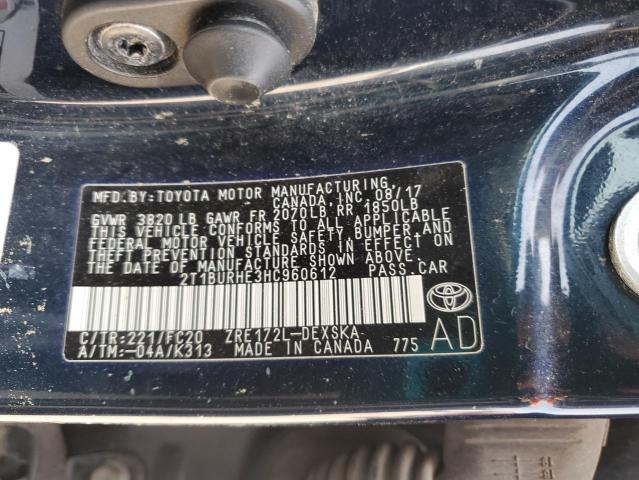 MFD.BY:TOYOTA MOTOR MANUFACTURING
CANADA, INC. 08/17
GVWR 3820 LB GAWR FR 2070LB RR 1850LB
THIS VEHICLE CONFORMS TO ALL APPLICABLE
FEDERAL MOTOR VEHICLE SAFETY, BUMPER, AND
THEFT PREVENTION STANDARDS IN EFFECT ON
THE DATE OF MANUFACTURE SHOWN ABOVE.
2T1BURHE3HC960612 PASS.CAR
C/TR:221/FC20 ZRE172L-DEXSKA
A/TM:-04A/K313 MADE IN CANADA 775
AD